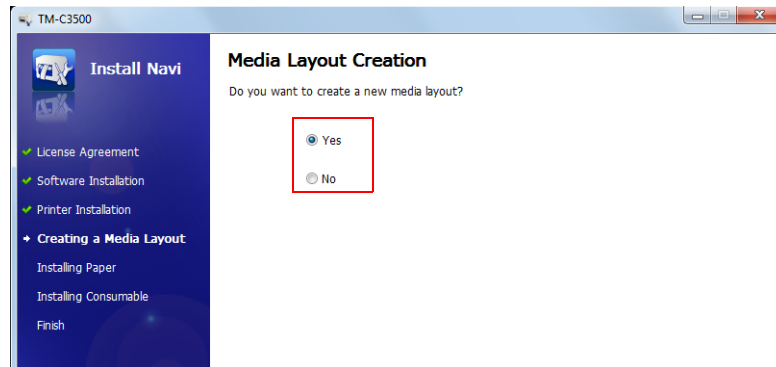 TM-C3500
Install Navi
License Agreement
Software Installation
Printer Installation
Creating a Media Layout
Installing Paper
Installing Consumable
Finish
Media Layout Creation
Do you want to create a new media layout?
Yes
No